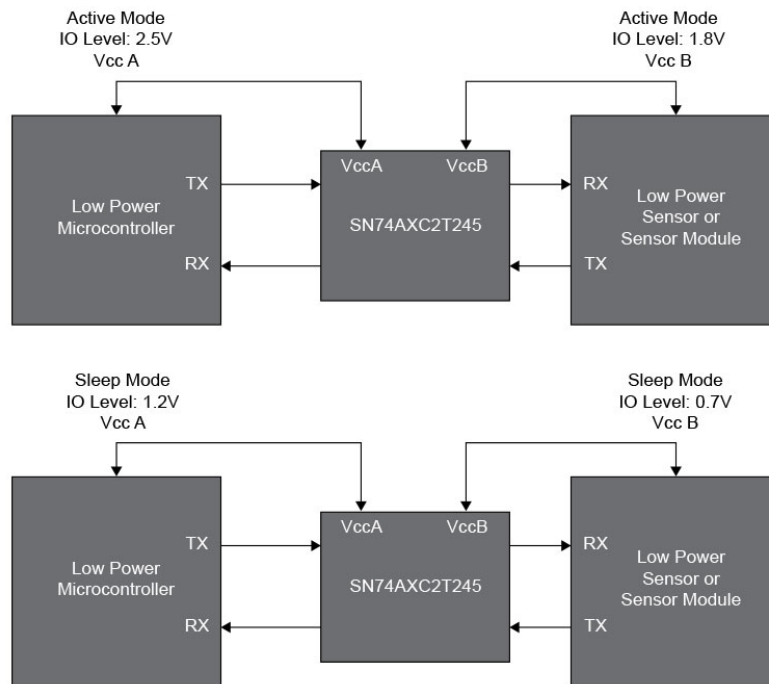 Active Mode
IO Level: 2.5V
Vcc A
Active Mode
IO Level: 1.8V
Vcc B
Low Power
Microcontroller
TX
RX
VccA
VccB
SN74AXC2T245
RX
TX
Low Power
Sensor or
Sensor Module
Sleep Mode
IO Level: 1.2V
Vcc A
Sleep Mode
IO Level: 0.7V
Vcc B
Low Power
Microcontroller
TX
RX
VccA
VccB
SN74AXC2T245
RX
TX
Low Power
Sensor or
Sensor Module